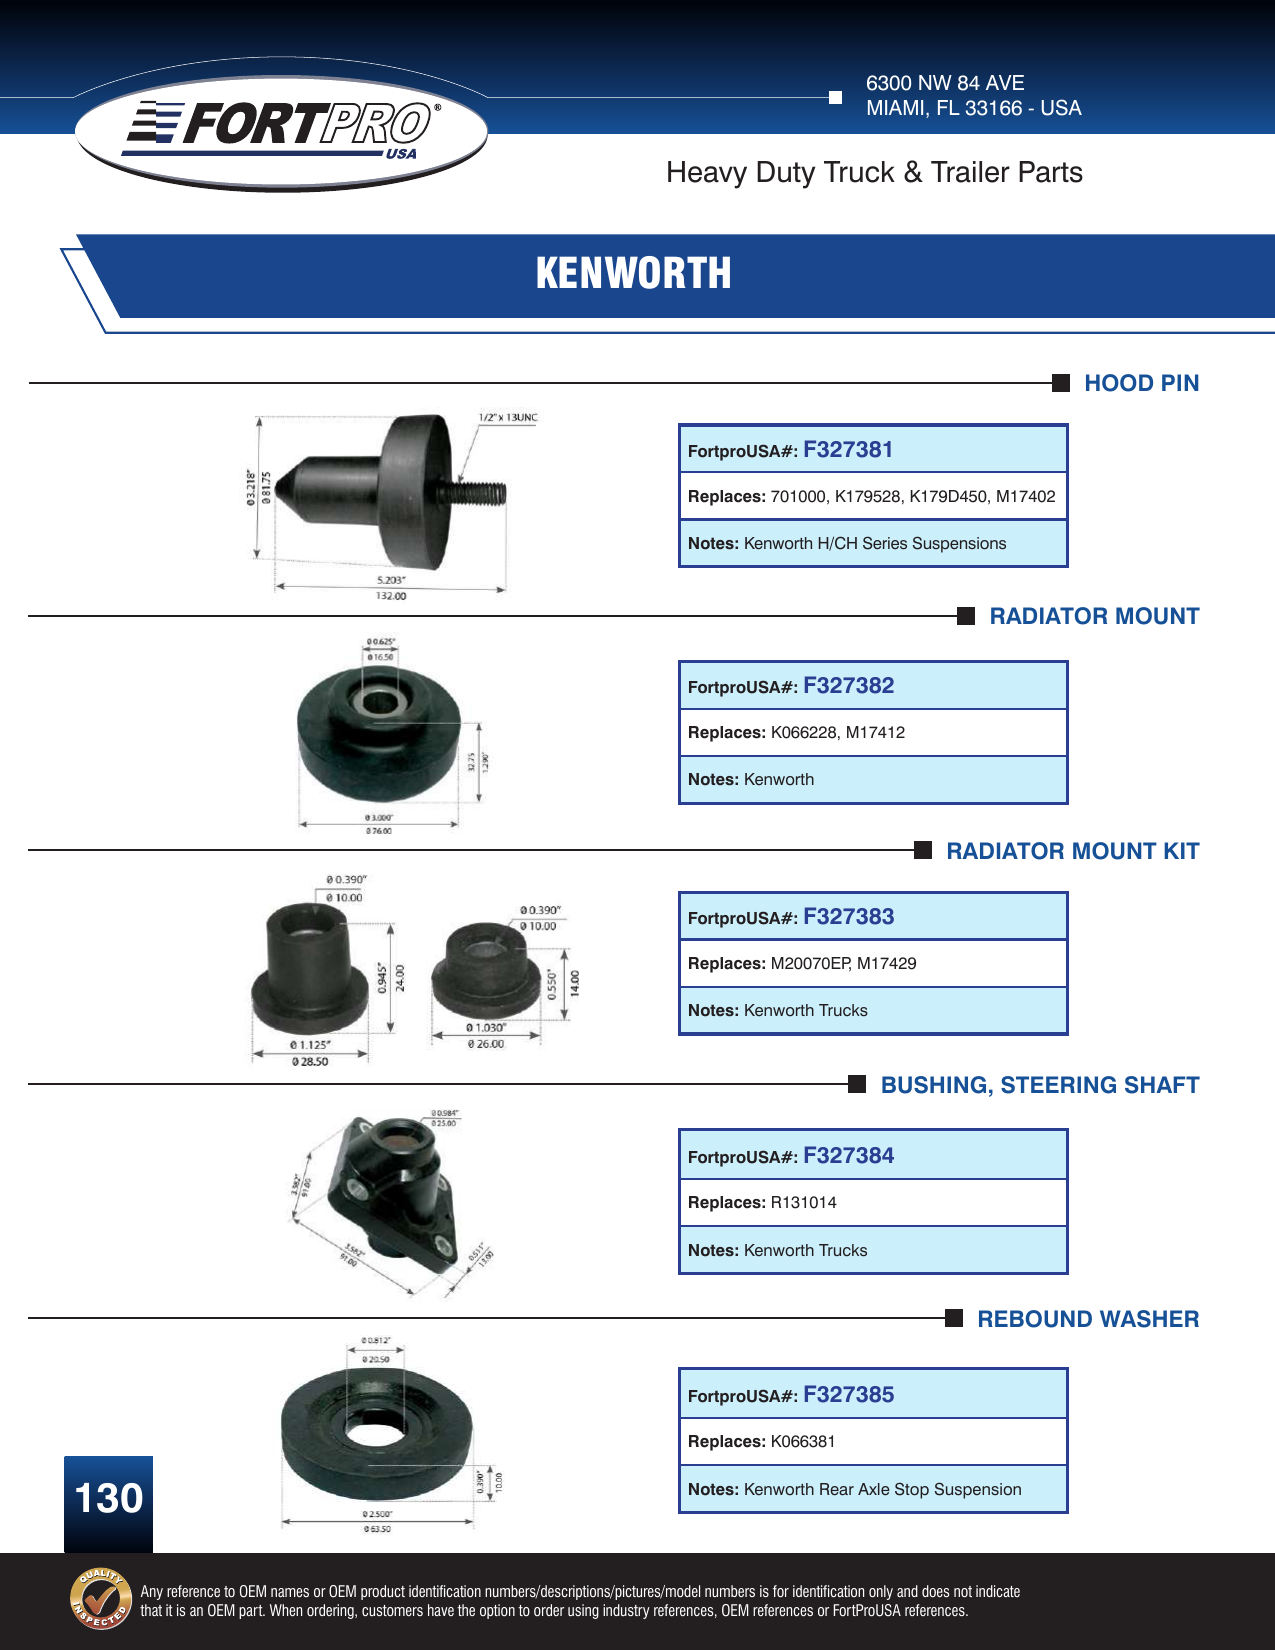 6300 NW 84 AVE
MIAMI, FL 33166 - USA
FORTPRO®
USA
Heavy Duty Truck & Trailer Parts
KENWORTH
HOOD PIN
1/2" x 13UNC
Ø 3.218"
Ø 81.75
5.203"
132.00
FortproUSA#: F327381
Replaces: 701000, K179528, K179D450, M17402
Notes: Kenworth H/CH Series Suspensions
RADIATOR MOUNT
Ø 0.625"
Ø 16.50
32.75
1.290"
Ø 3.000"
Ø 76.00
FortproUSA#: F327382
Replaces: K066228, M17412
Notes: Kenworth
RADIATOR MOUNT KIT
Ø 0.390"
Ø 10.00
0.945"
24.00
Ø 1.125"
Ø 28.50
Ø 0.390"
Ø 10.00
0.550"
14.00
Ø 1.030"
Ø 26.00
FortproUSA#: F327383
Replaces: M20070EP, M17429
Notes: Kenworth Trucks
BUSHING, STEERING SHAFT
Ø 0.984"
Ø 25.00
3.582"
91.00
3.582"
91.00
0.511"
13.00
FortproUSA#: F327384
Replaces: R131014
Notes: Kenworth Trucks
REBOUND WASHER
Ø 0.812"
Ø 20.50
0.390"
10.00
Ø 2.500"
Ø 63.50
FortproUSA#: F327385
Replaces: K066381
Notes: Kenworth Rear Axle Stop Suspension
130
QUALITY
INSPECTED
Any reference to OEM names or OEM product identification numbers/descriptions/pictures/model numbers is for identification only and does not indicate
that it is an OEM part. When ordering, customers have the option to order using industry references, OEM references or FortProUSA references.